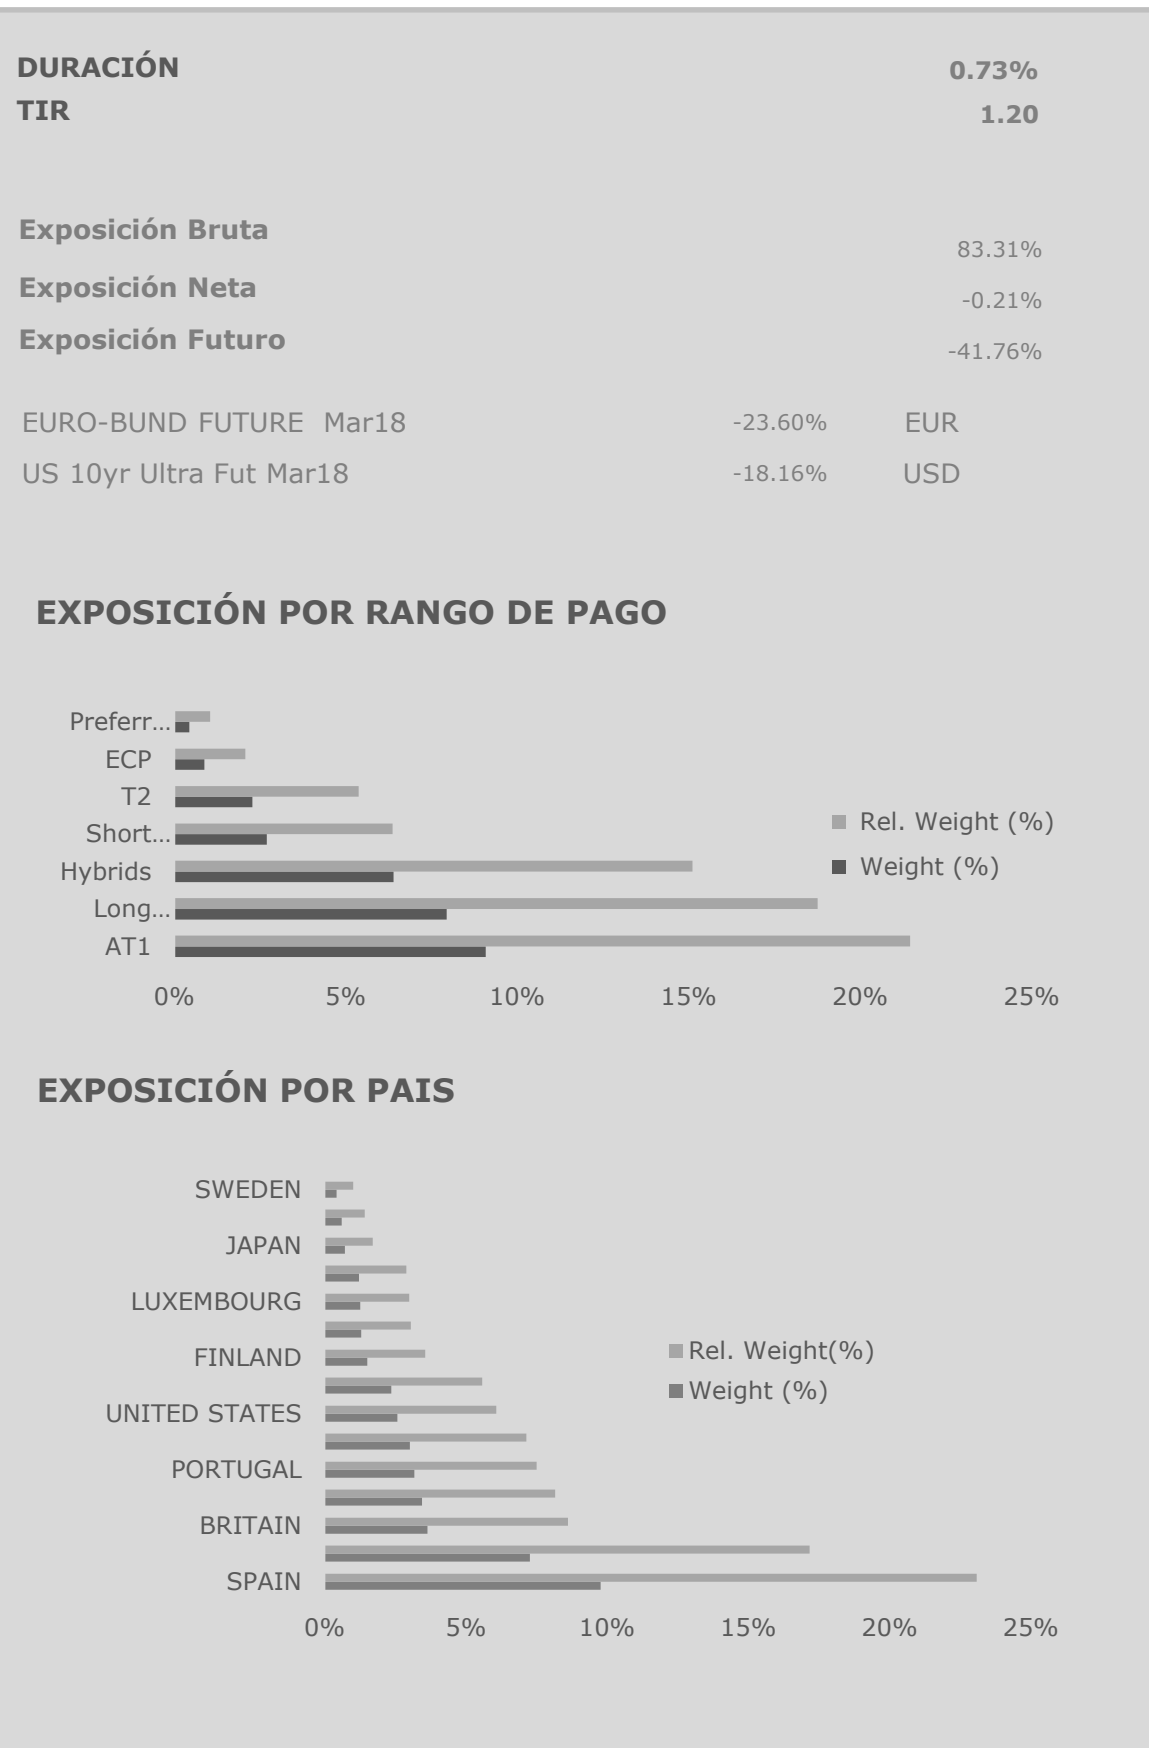 DURACIÓN 0.73%
TIR 1.20
Exposición Bruta 83.31%
Exposición Neta -0.21%
Exposición Futuro -41.76%
EURO-BUND FUTURE Mar18 -23.60% EUR
US 10yr Ultra Fut Mar18 -18.16% USD
EXPOSICIÓN POR RANGO DE PAGO
Preferr…
ECP
T2
Short…
Hybrids
Long…
AT1
Rel. Weight (%)
Weight (%)
0% 5% 10% 15% 20% 25%
EXPOSICIÓN POR PAIS
SWEDEN
JAPAN
LUXEMBOURG
FINLAND
UNITED STATES
PORTUGAL
BRITAIN
SPAIN
Rel. Weight(%)
Weight (%)
0% 5% 10% 15% 20% 25%